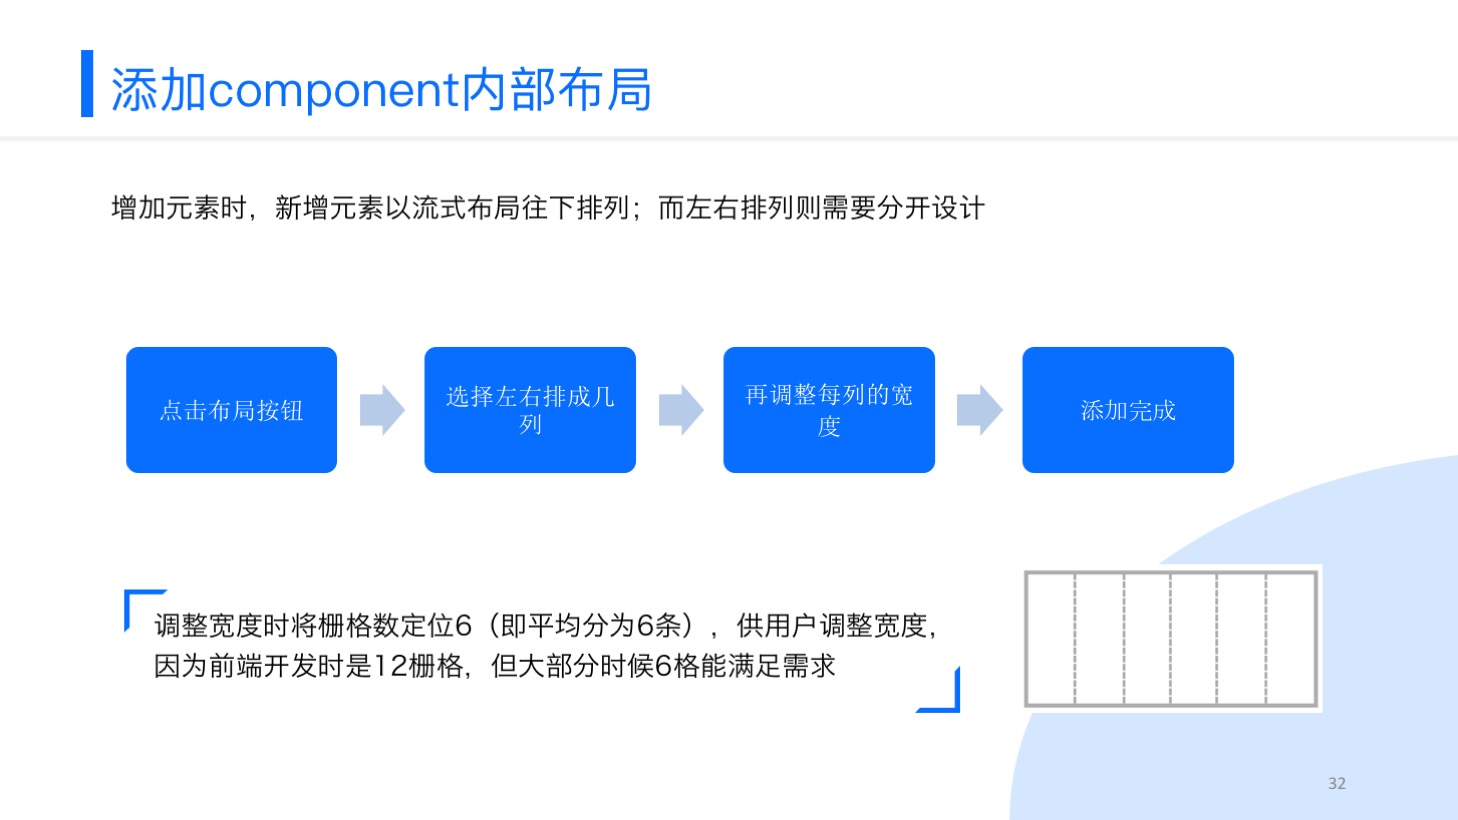 添加component内部布局
增加元素时，新增元素以流式布局往下排列；而左右排列则需要分开设计
点击布局按钮
选择左右排成几
列
再调整每列的宽
度
添加完成
调整宽度时将栅格数定位6（即平均分为6条），供用户调整宽度，
因为前端开发时是12栅格，但大部分时候6格能满足需求
32